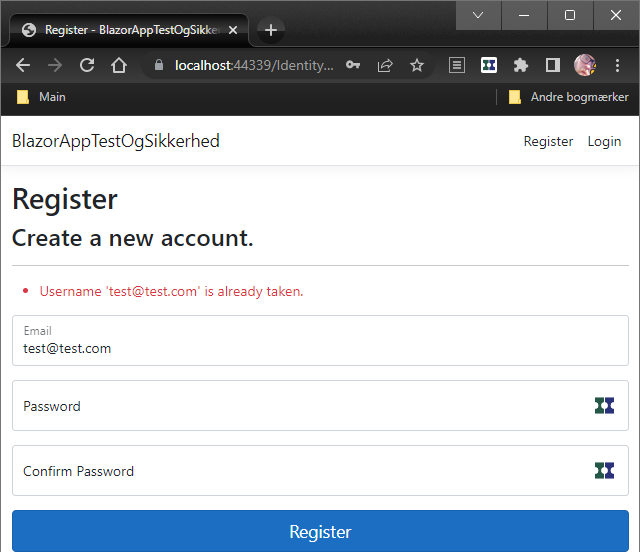 Register - BlazorAppTestOgSikke
localhost:44339/Identity...
Main
Andre bogmærker
BlazorAppTestOgSikkerhed
Register
Login
Register
Create a new account.
• Username 'test@test.com' is already taken.
Email
test@test.com
Password
Confirm Password
Register